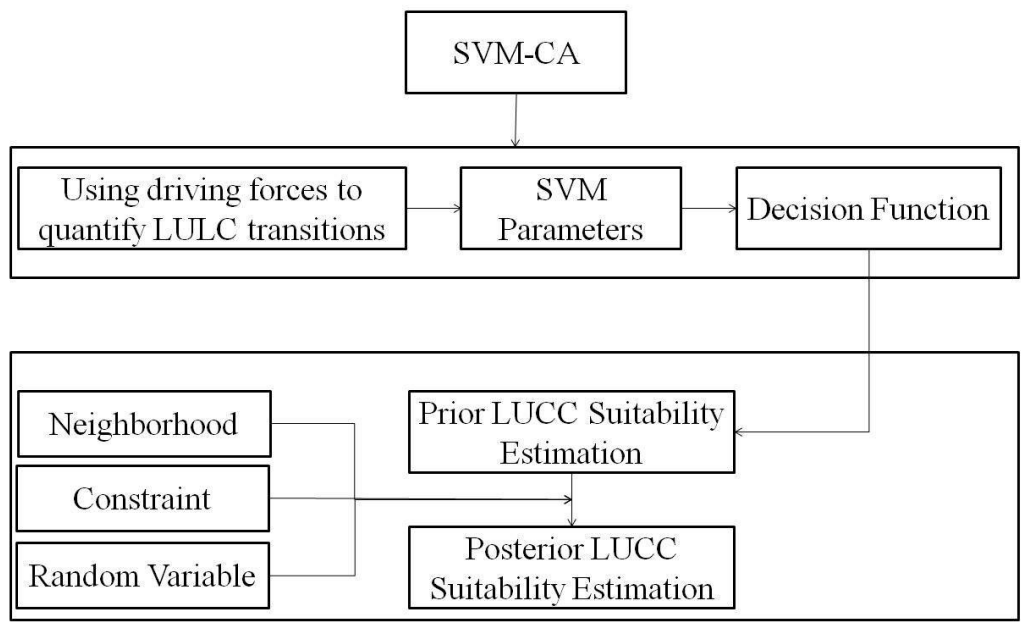 SVM-CA
Using driving forces to
quantify LULC transitions
SVM
Parameters
Decision Function
Neighborhood
Constraint
Random Variable
Prior LUCC Suitability
Estimation
Posterior LUCC
Suitability Estimation